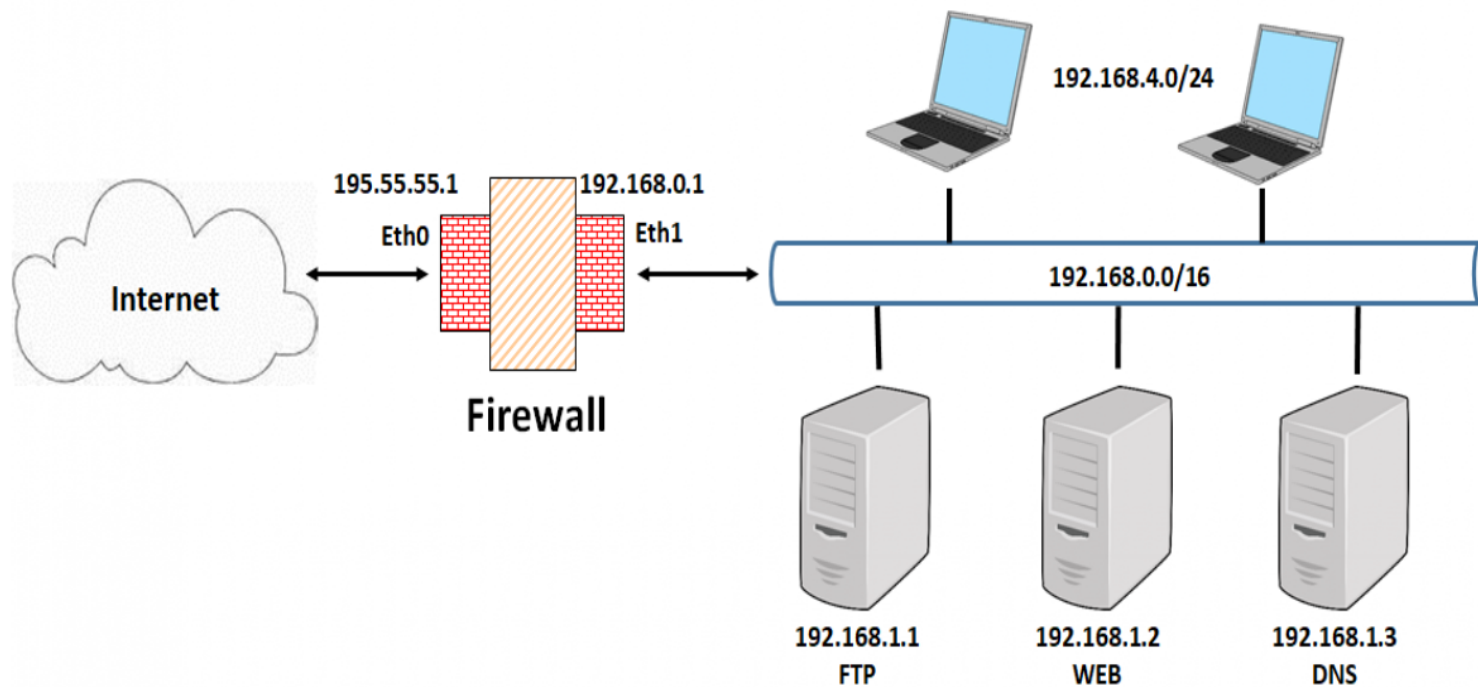 192.168.4.0/24
195.55.55.1
192.168.0.1
Eth0
Eth1
Internet
192.168.0.0/16
Firewall
192.168.1.1
FTP
192.168.1.2
WEB
192.168.1.3
DNS